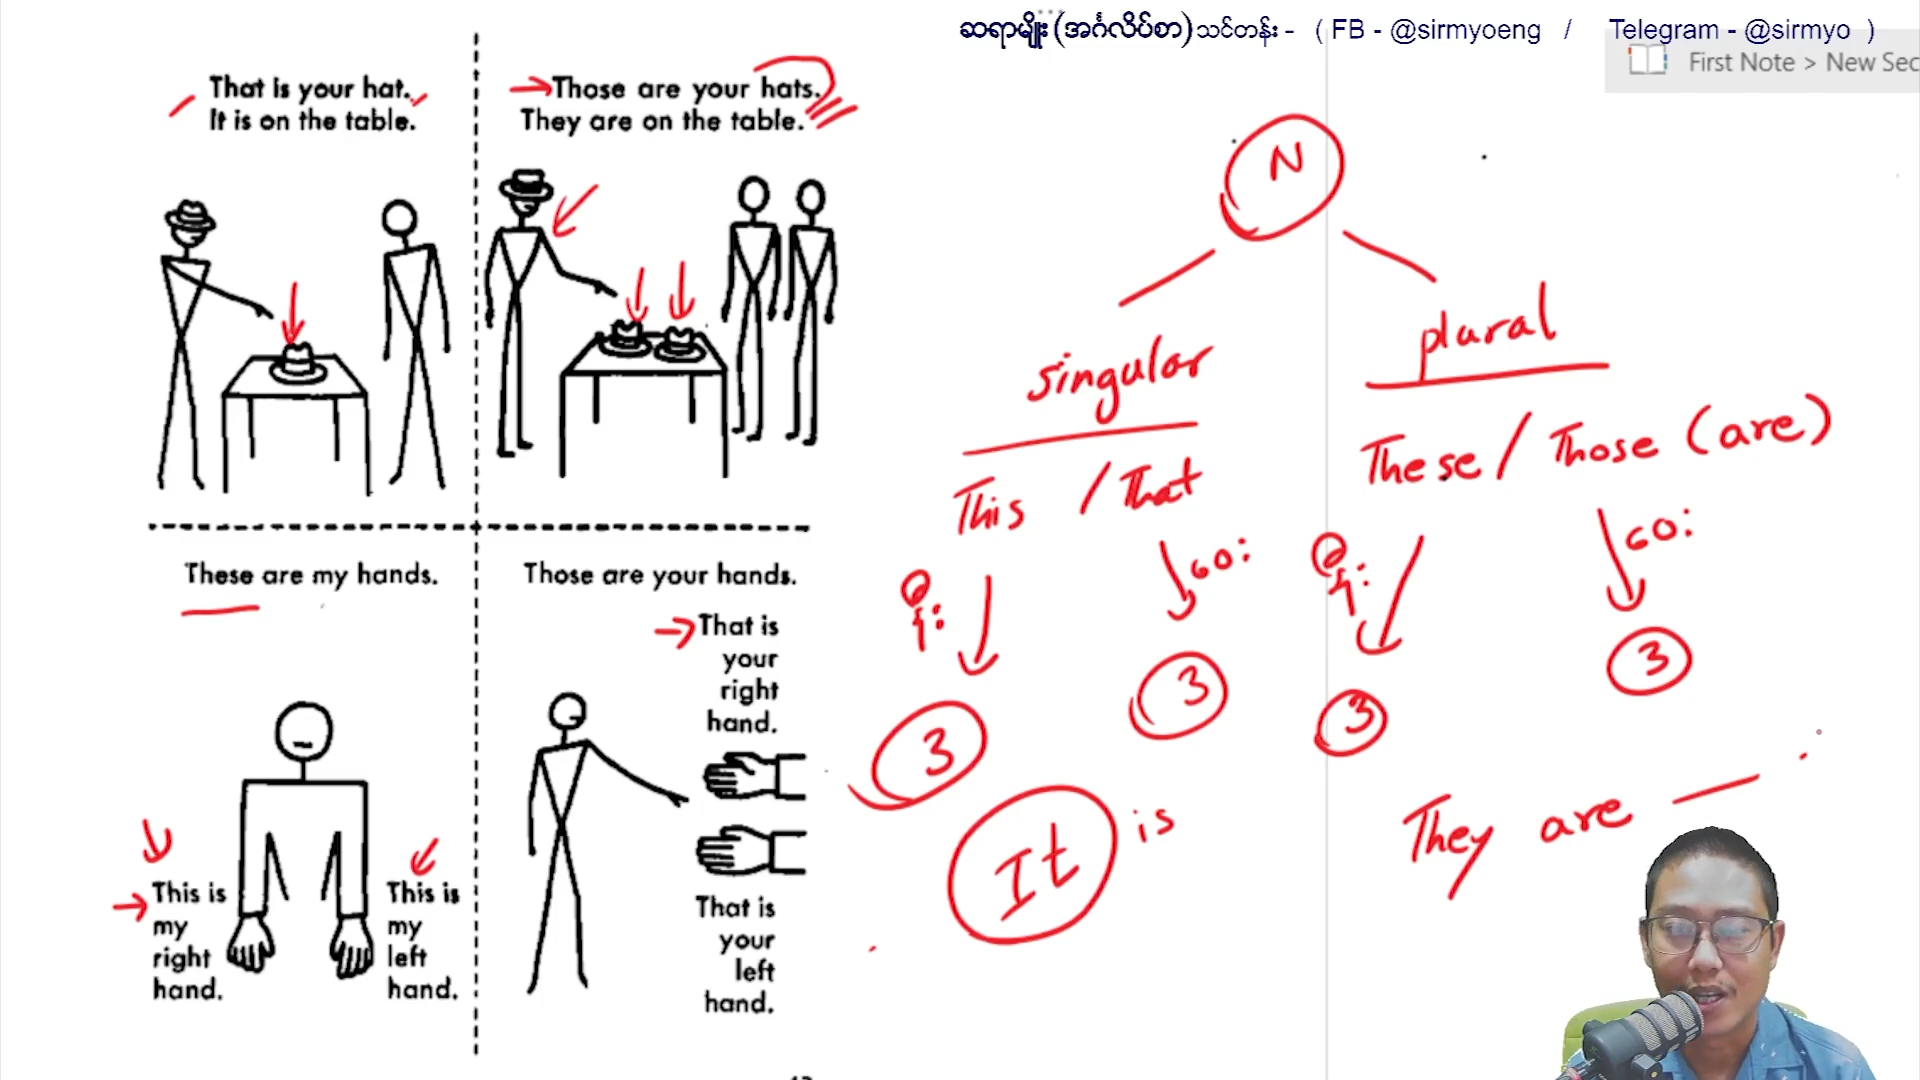 ဆရာမျိုး (အင်္ဂလိပ်စာ) သင်တန်း - ( FB - @sirmyoeng / Telegram - @sirmyo )
First Note > New Sec
That is your hat.
It is on the table.
Those are your hats.
They are on the table.
These are my hands.
This is
my
right
hand.
This is
my
left
hand.
Those are your hands.
That is
your
right
hand.
That is
your
left
hand.
N
singular
plural
This / That
These / Those (are)
နီး
ဝေး
နီး
ဝေး
3
3
3
3
It is
They are